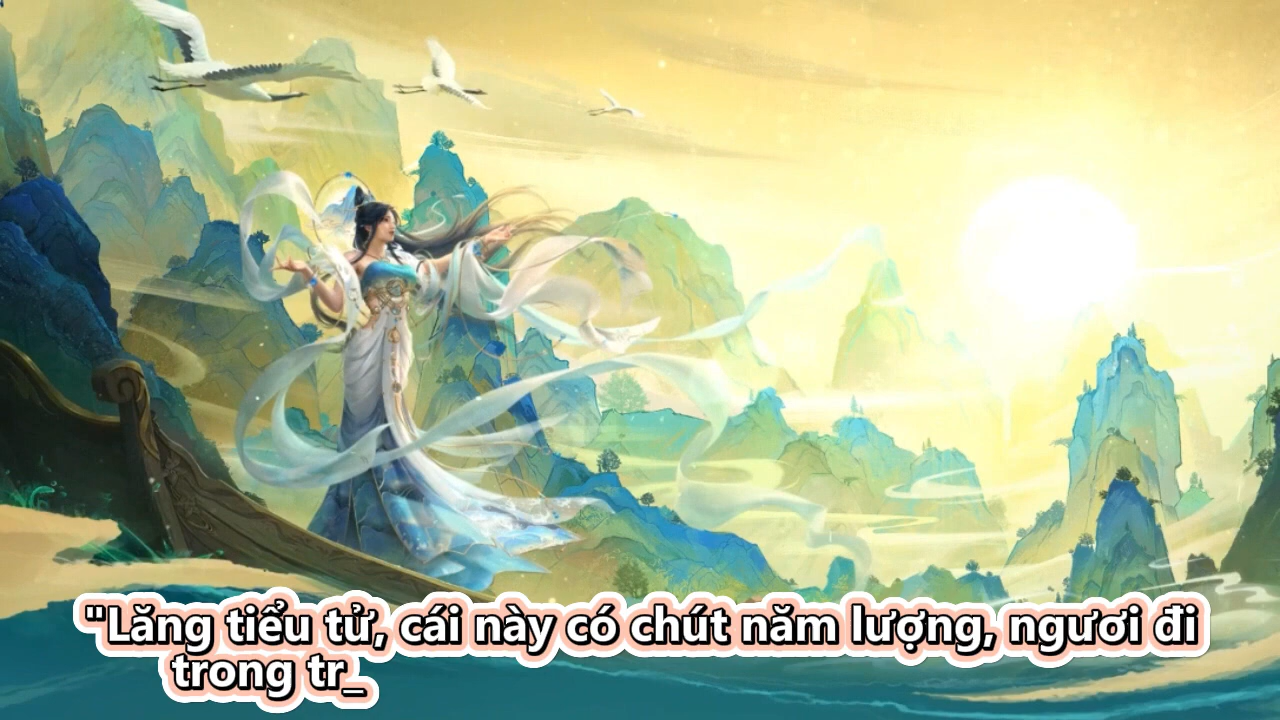 "Lăng tiểu tử, cái này có chút năm lượng, ngươi đi
trong tr_